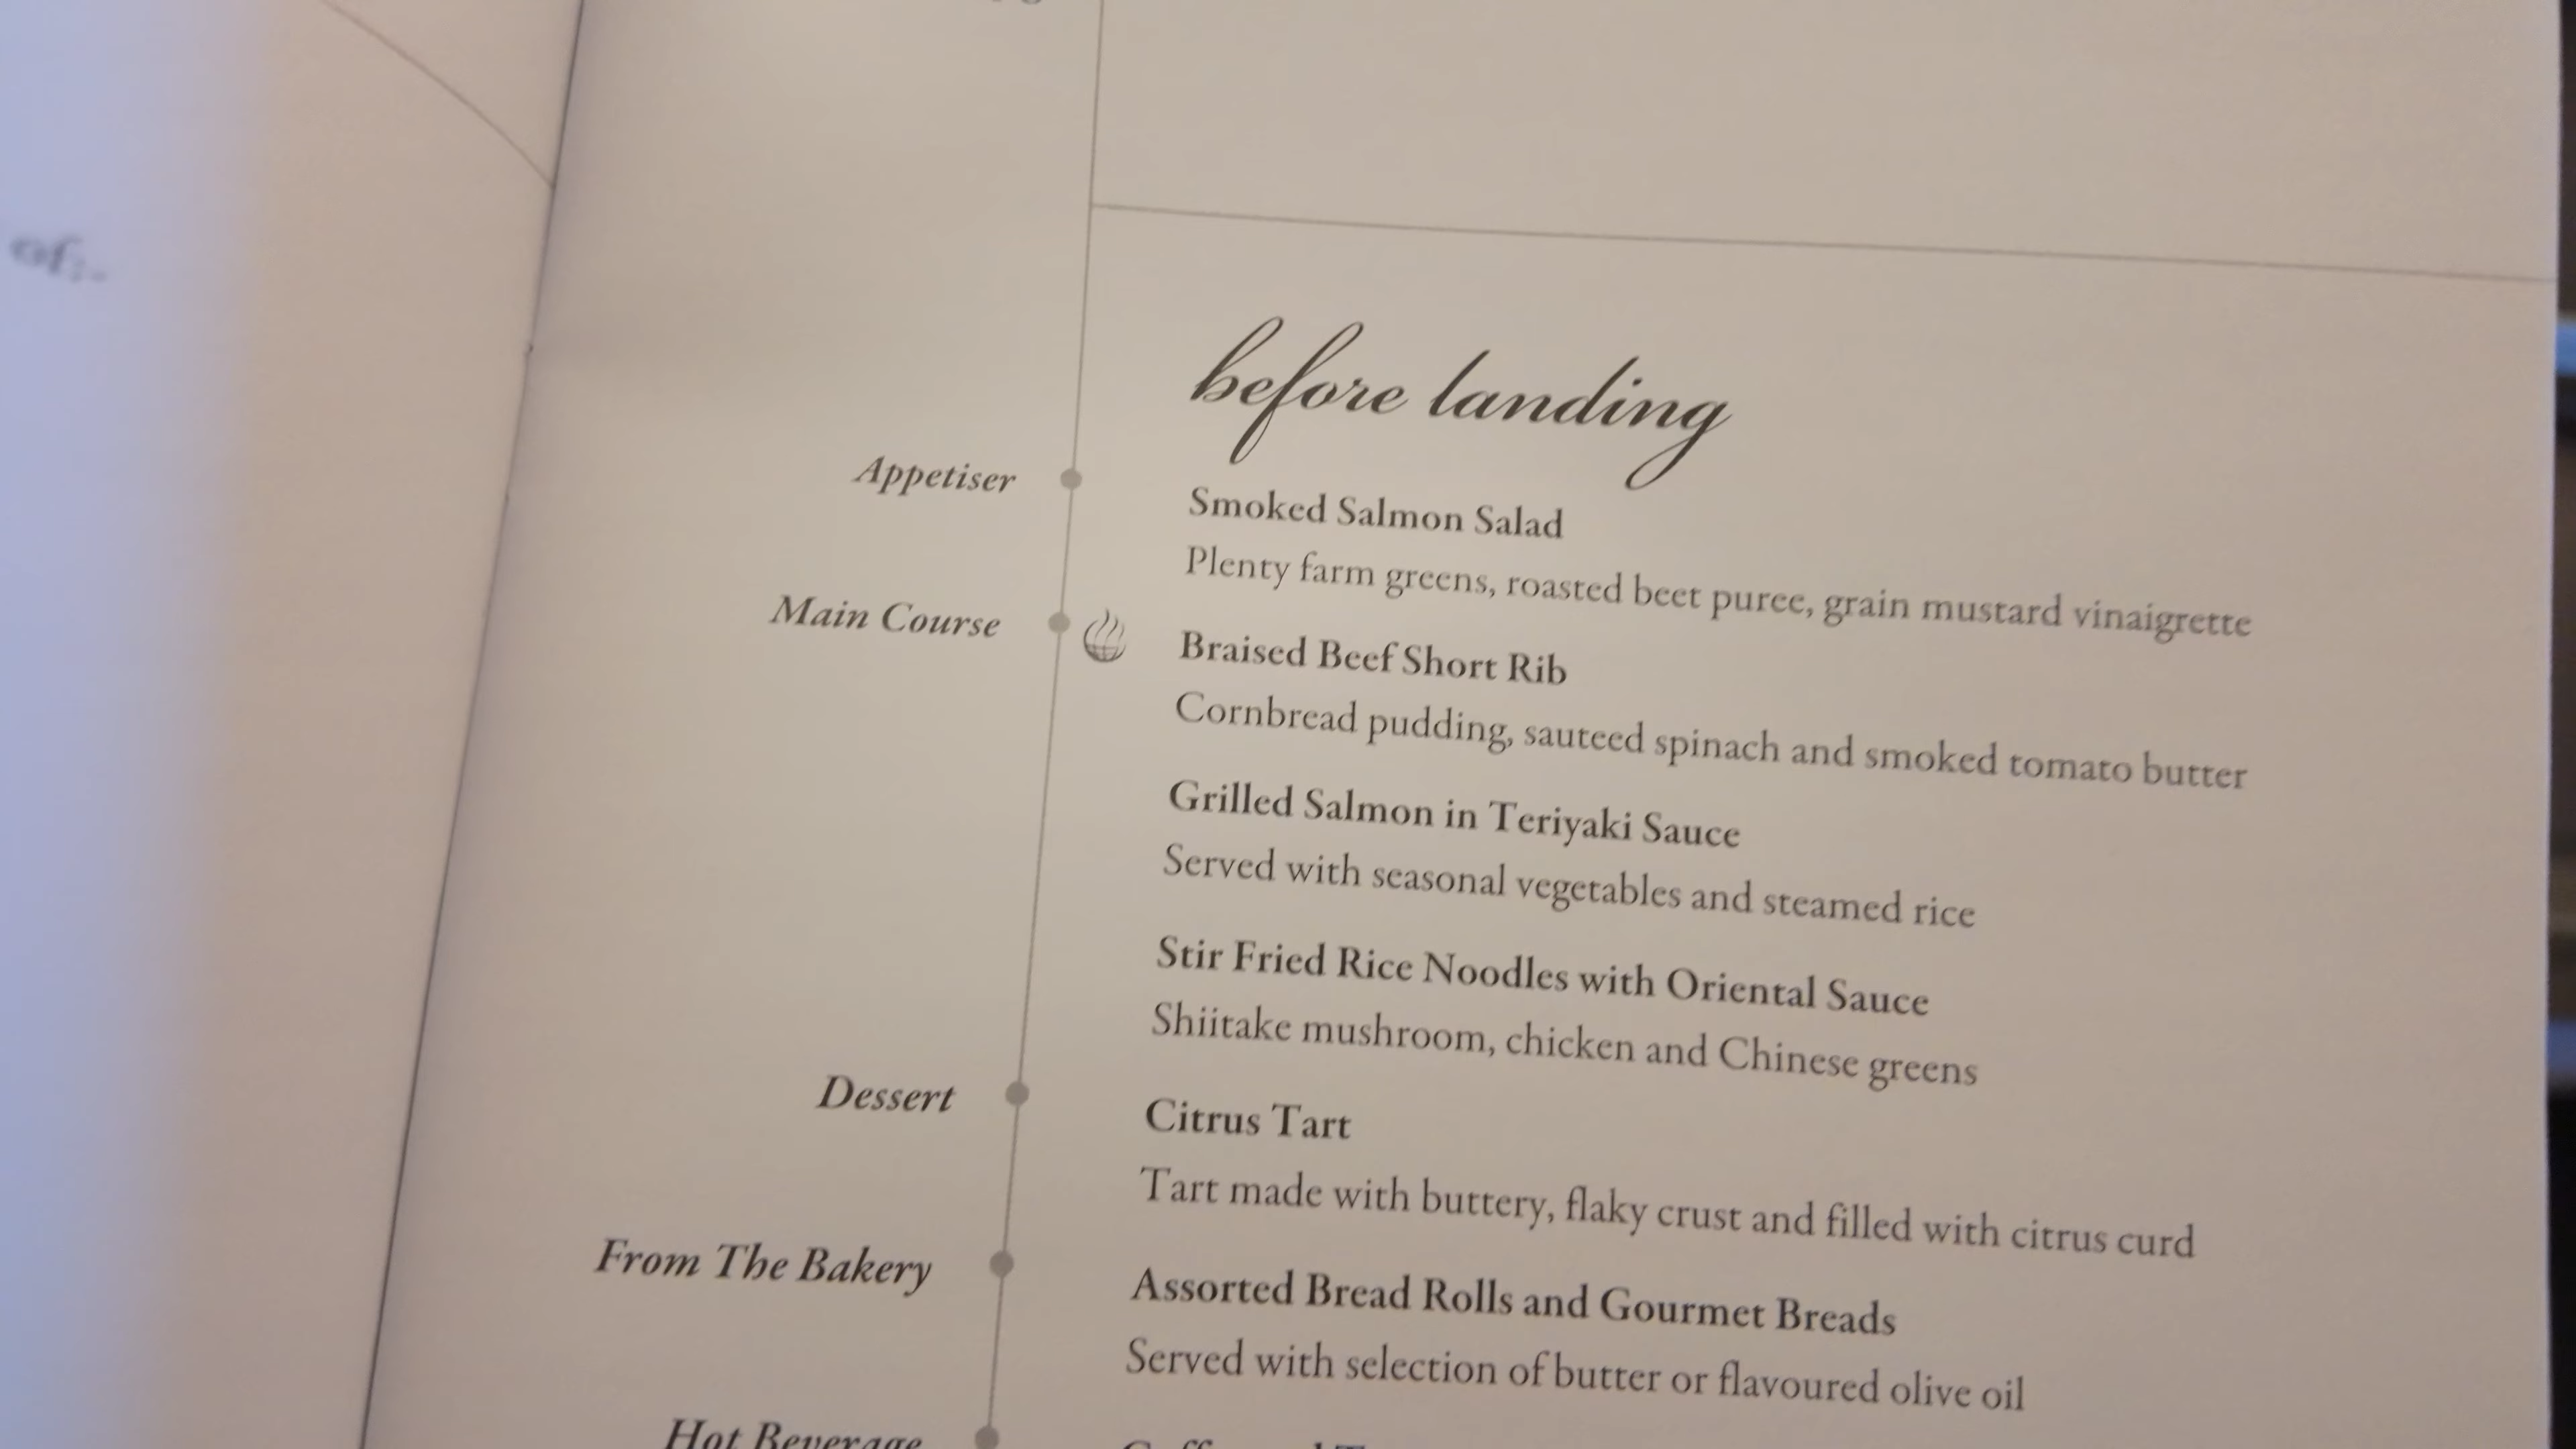 of:-
before landing
Appetiser
Smoked Salmon Salad
Plenty farm greens, roasted beet puree, grain mustard vinaigrette
Main Course
Braised Beef Short Rib
Cornbread pudding, sauteed spinach and smoked tomato butter
Grilled Salmon in Teriyaki Sauce
Served with seasonal vegetables and steamed rice
Stir Fried Rice Noodles with Oriental Sauce
Shiitake mushroom, chicken and Chinese greens
Dessert
Citrus Tart
Tart made with buttery, flaky crust and filled with citrus curd
From The Bakery
Assorted Bread Rolls and Gourmet Breads
Served with selection of butter or flavoured olive oil
Hot Beverage